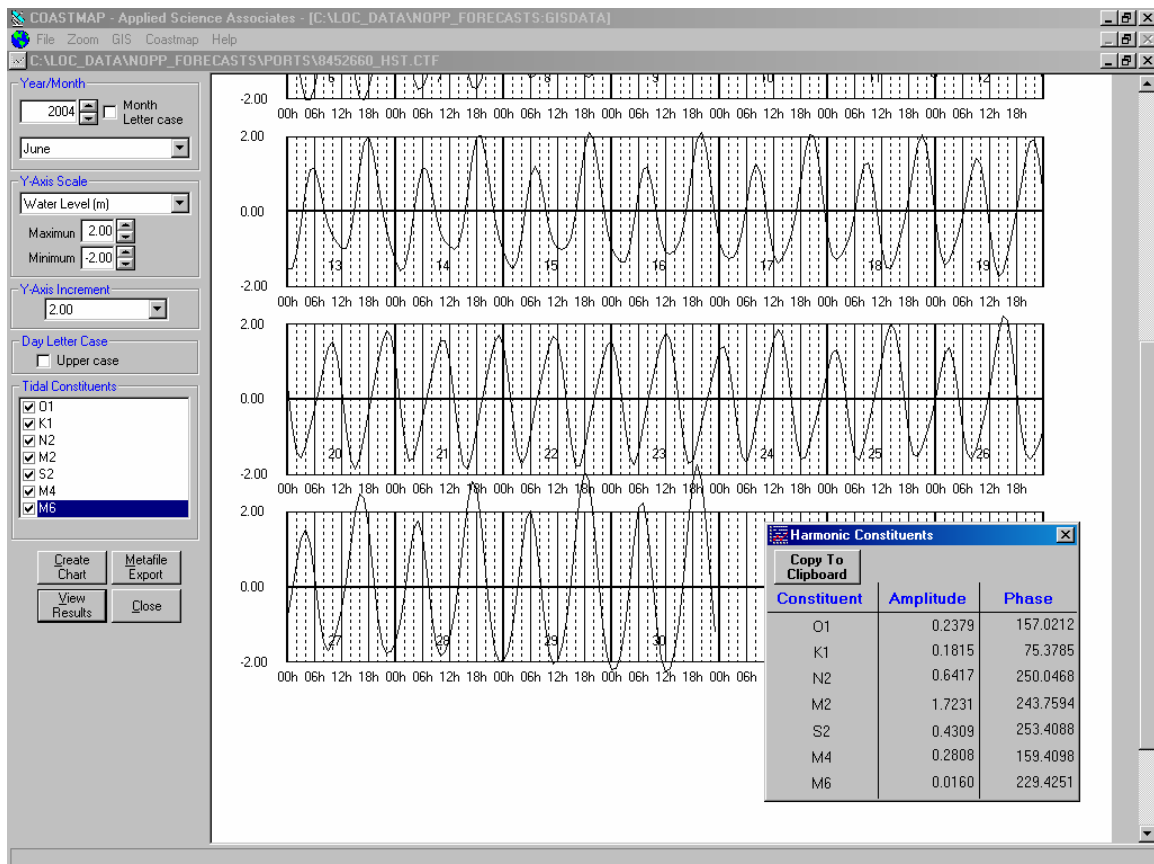 COASTMAP - Applied Science Associates - [C:\LOC_DATA\NOPP_FORECASTS:GISDATA]
File Zoom GIS Coastmap Help
C:\LOC_DATA\NOPP_FORECASTS\PORTS\8452660_HST.CTF
Year/Month
2004
Month
Letter case
June
Y-Axis Scale
Water Level (m)
Maximun 2.00
Minimum -2.00
Y-Axis Increment
2.00
Day Letter Case
Upper case
Tidal Constituents
O1
K1
N2
M2
S2
M4
M6
Create Chart
Metafile Export
View Results
Close
6 7 8 9 10 11 12
-2.00
00h 06h 12h 18h 00h 06h 12h 18h 00h 06h 12h 18h 00h 06h 12h 18h 00h 06h 12h 18h 00h 06h 12h 18h 00h 06h 12h 18h
2.00
0.00
13 14 15 16 17 18 19
-2.00
00h 06h 12h 18h 00h 06h 12h 18h 00h 06h 12h 18h 00h 06h 12h 18h 00h 06h 12h 18h 00h 06h 12h 18h 00h 06h 12h 18h
2.00
0.00
20 21 22 23 24 25 26
-2.00
00h 06h 12h 18h 00h 06h 12h 18h 00h 06h 12h 18h 00h 06h 12h 18h 00h 06h 12h 18h 00h 06h 12h 18h 00h 06h 12h 18h
2.00
0.00
27 28 29 30
-2.00
00h 06h 12h 18h 00h 06h 12h 18h 00h 06h 12h 18h 00h 06h 12h 18h 00h 06h
Harmonic Constituents
Copy To
Clipboard
Constituent Amplitude Phase
O1 0.2379 157.0212
K1 0.1815 75.3785
N2 0.6417 250.0468
M2 1.7231 243.7594
S2 0.4309 253.4088
M4 0.2808 159.4098
M6 0.0160 229.4251